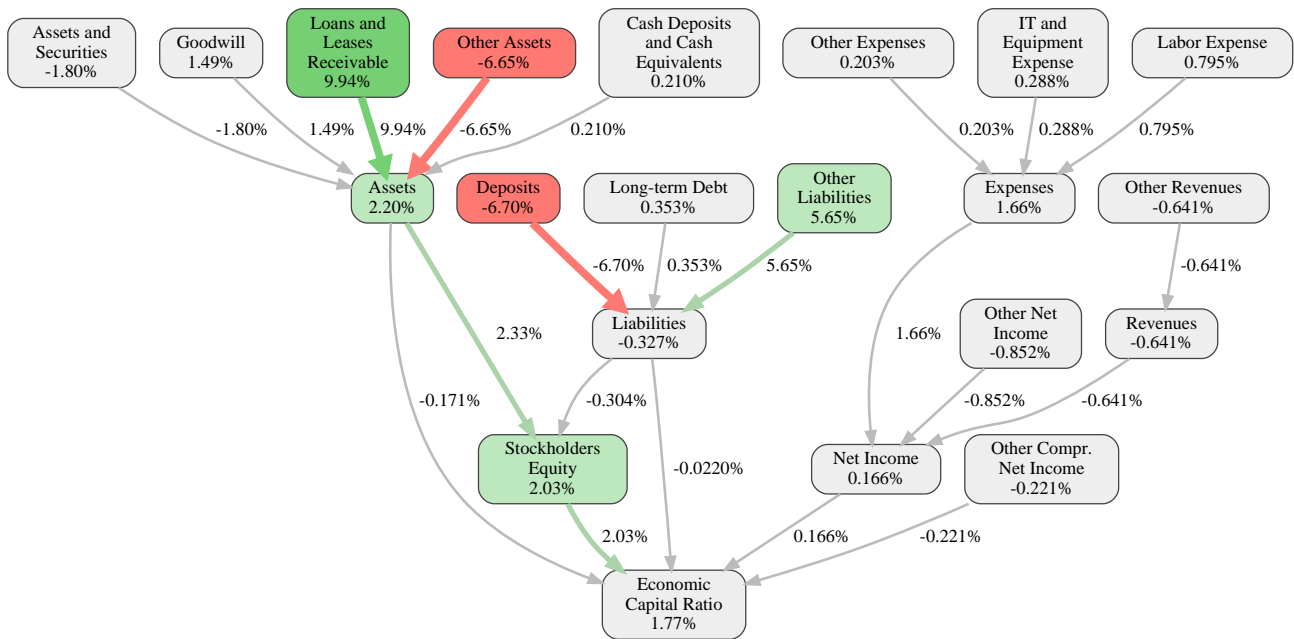 Assets and
Securities
-1.80%
Goodwill
1.49%
Loans and
Leases
Receivable
9.94%
Other Assets
-6.65%
Cash Deposits
and Cash
Equivalents
0.210%
Other Expenses
0.203%
IT and
Equipment
Expense
0.288%
Labor Expense
0.795%
-1.80%
1.49%
9.94%
-6.65%
0.210%
0.203%
0.288%
0.795%
Assets
2.20%
Deposits
-6.70%
Long-term Debt
0.353%
Other
Liabilities
5.65%
Expenses
1.66%
Other Revenues
-0.641%
-6.70%
0.353%
5.65%
-0.641%
Liabilities
-0.327%
Other Net
Income
-0.852%
Revenues
-0.641%
2.33%
1.66%
-0.171%
-0.304%
-0.852%
-0.641%
Stockholders
Equity
2.03%
-0.0220%
Net Income
0.166%
Other Compr.
Net Income
-0.221%
2.03%
0.166%
-0.221%
Economic
Capital Ratio
1.77%